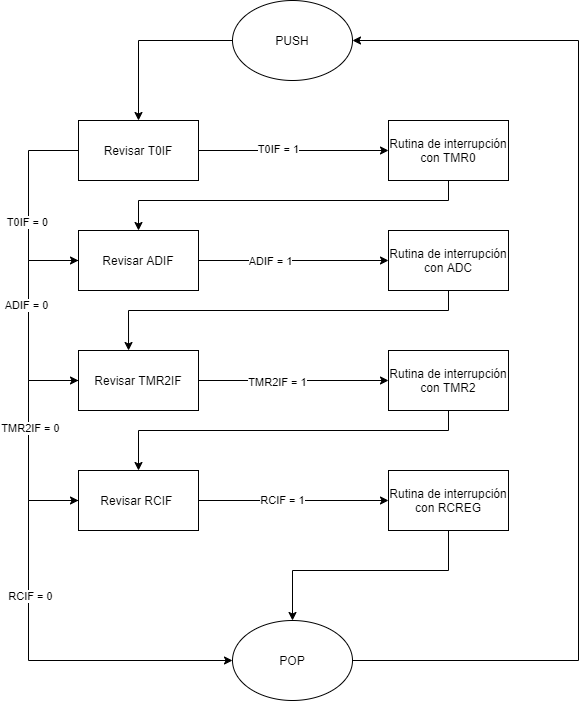 PUSH
Revisar T0IF
T0IF = 1
Rutina de interrupción
con TMR0
T0IF = 0
Revisar ADIF
ADIF = 1
Rutina de interrupción
con ADC
ADIF = 0
Revisar TMR2IF
TMR2IF = 1
Rutina de interrupción
con TMR2
TMR2IF = 0
Revisar RCIF
RCIF = 1
Rutina de interrupción
con RCREG
RCIF = 0
POP